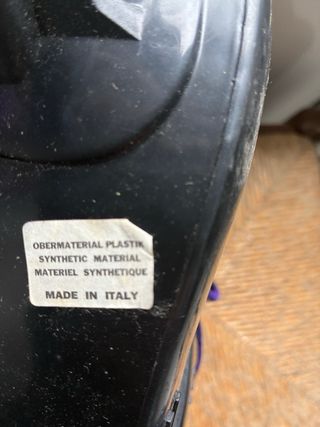 OBERMATERIAL PLASTIK
SYNTHETIC MATERIAL
MATERIEL SYNTHETIQUE
MADE IN ITALY